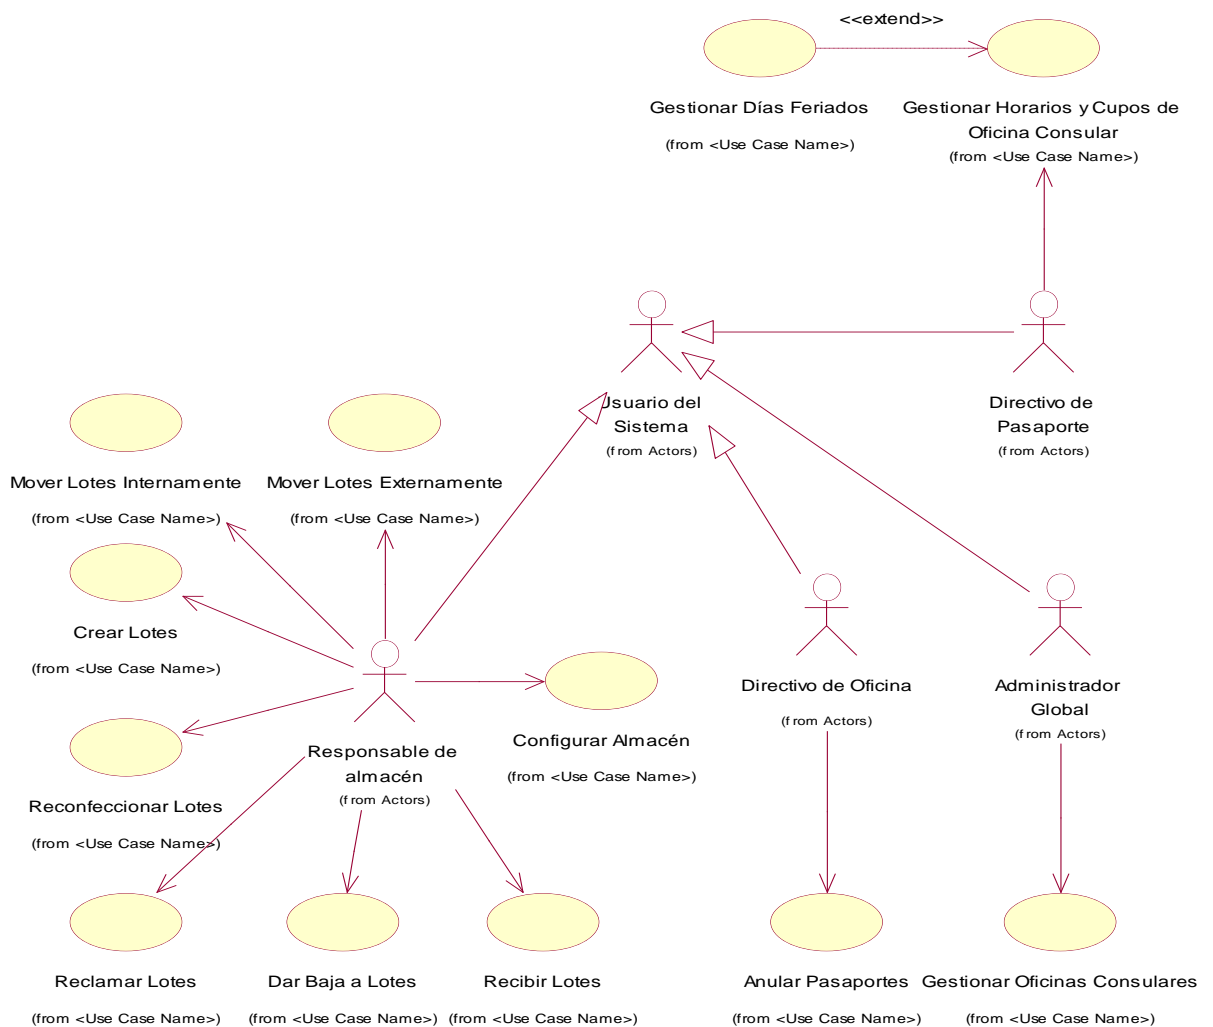 <<extend>>
Gestionar Días Feriados
(from <Use Case Name>)
Gestionar Horarios y Cupos de
Oficina Consular
(from <Use Case Name>)
Usuario del
Sistema
(from Actors)
Directivo de
Pasaporte
(from Actors)
Mover Lotes Internamente
(from <Use Case Name>)
Mover Lotes Externamente
(from <Use Case Name>)
Crear Lotes
(from <Use Case Name>)
Responsable de
almacén
(from Actors)
Configurar Almacén
(from <Use Case Name>)
Directivo de Oficina
(from Actors)
Administrador
Global
(from Actors)
Reconfeccionar Lotes
(from <Use Case Name>)
Reclamar Lotes
(from <Use Case Name>)
Dar Baja a Lotes
(from <Use Case Name>)
Recibir Lotes
(from <Use Case Name>)
Anular Pasaportes
(from <Use Case Name>)
Gestionar Oficinas Consulares
(from <Use Case Name>)